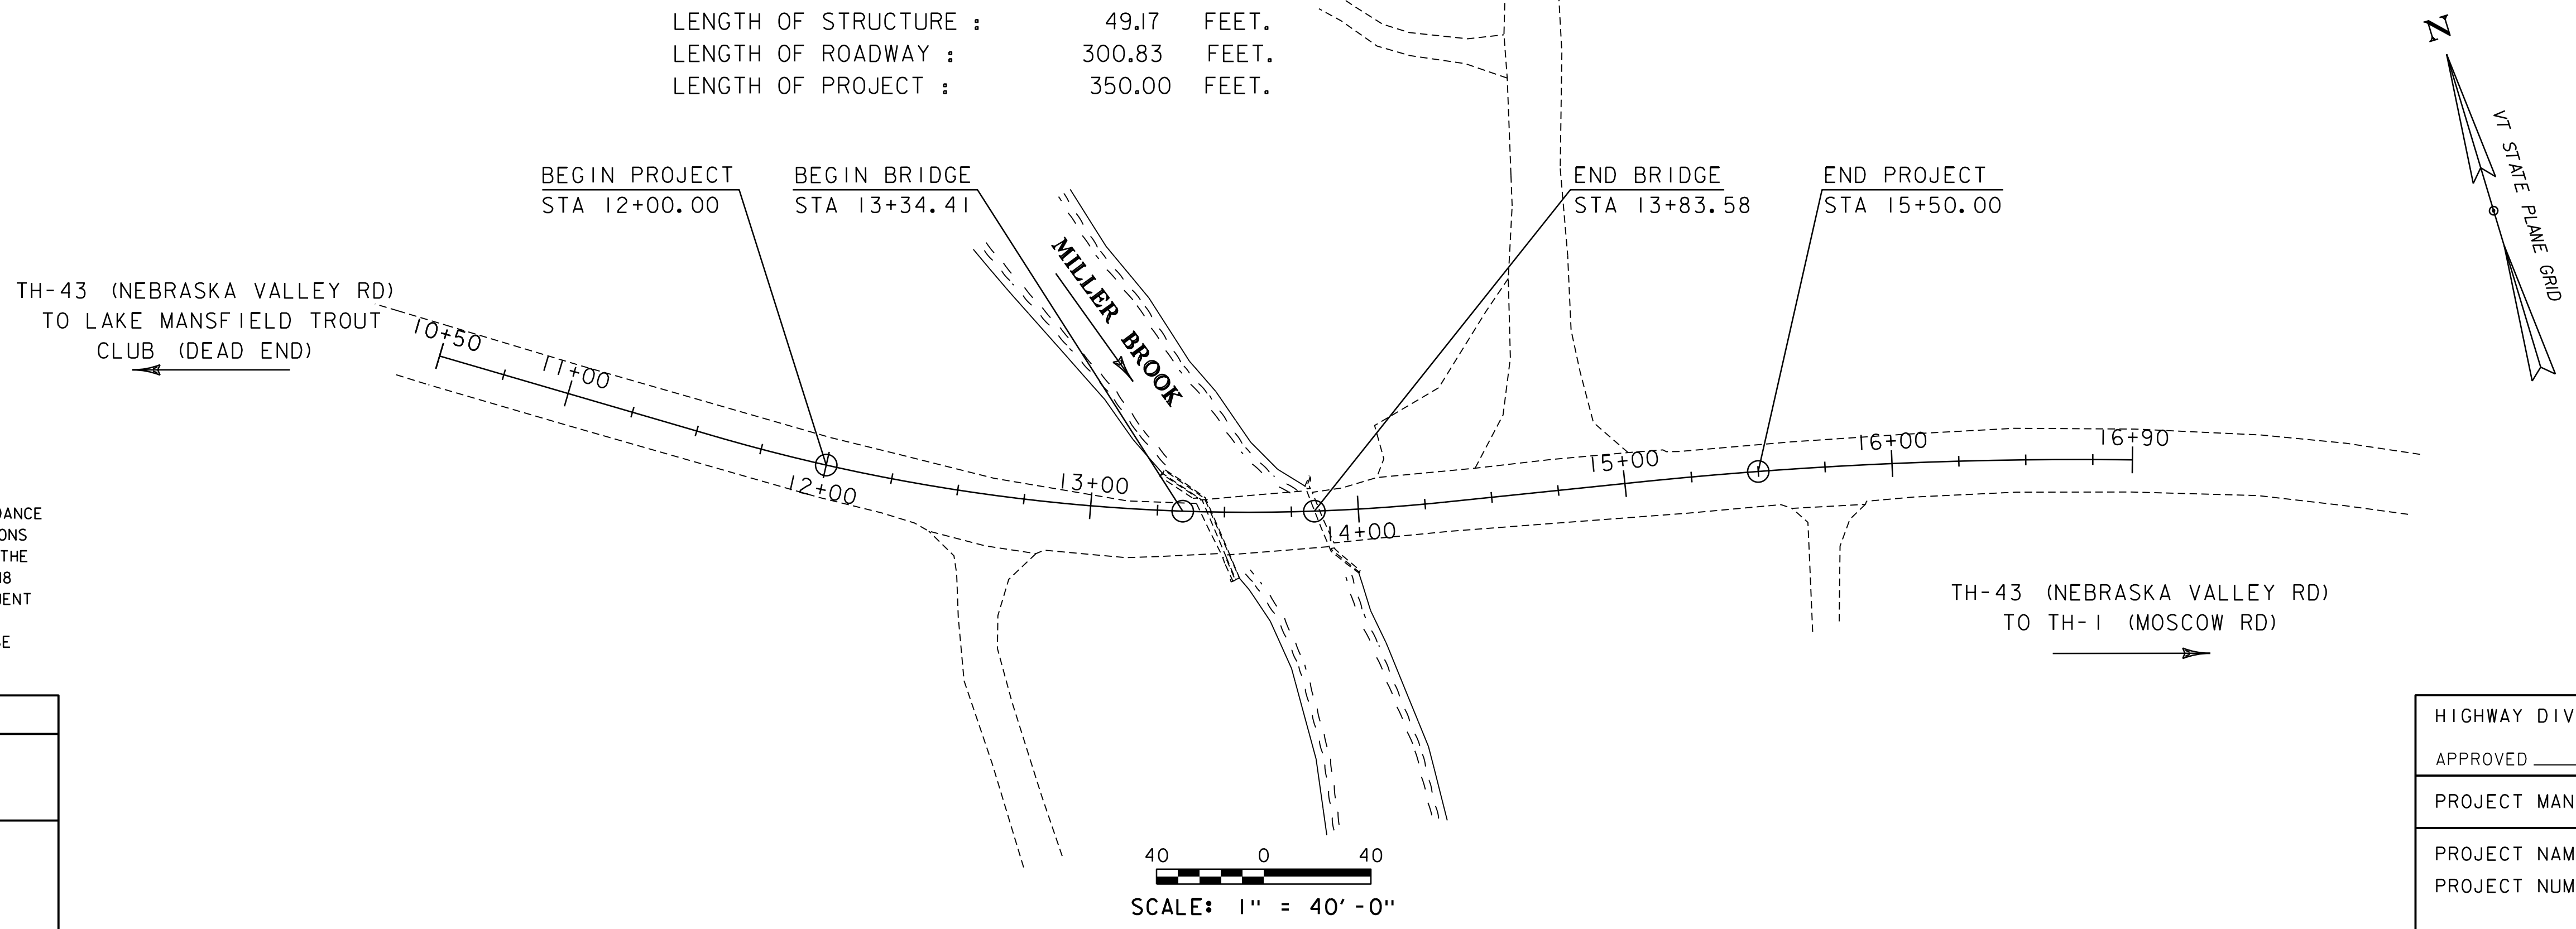 LENGTH OF STRUCTURE : 49.17 FEET.
LENGTH OF ROADWAY : 300.83 FEET.
LENGTH OF PROJECT : 350.00 FEET.
N
VT STATE PLANE GRID
BEGIN PROJECT
STA 12+00.00
BEGIN BRIDGE
STA 13+34.41
END BRIDGE
STA 13+83.58
END PROJECT
STA 15+50.00
MILLER BROOK
TH-43 (NEBRASKA VALLEY RD)
TO LAKE MANSFIELD TROUT
CLUB (DEAD END)
10+50
11+00
12+00
13+00
14+00
15+00
16+00
16+90
THE
TH-43 (NEBRASKA VALLEY RD)
TO TH-1 (MOSCOW RD)
HIGHWAY DIV
APPROVED
PROJECT MAN
PROJECT NAM
PROJECT NUM
40 0 40
SCALE: 1" = 40'-0"